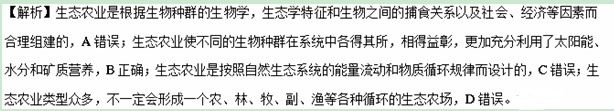 【解析】生态农业是根据生物种群的生物学，生态学特征和生物之间的捕食关系以及社会、经济等因素而
合理组建的，A错误；生态农业使不同的生物种群在系统中各得其所，相得益彰，更加充分利用了太阳能、
水分和矿质营养，B正确；生态农业是按照自然生态系统的能量流动和物质循环规律而设计的，C错误；生
态农业类型众多，不一定会形成一个农、林、牧、副、渔等各种循环的生态农场，D错误。